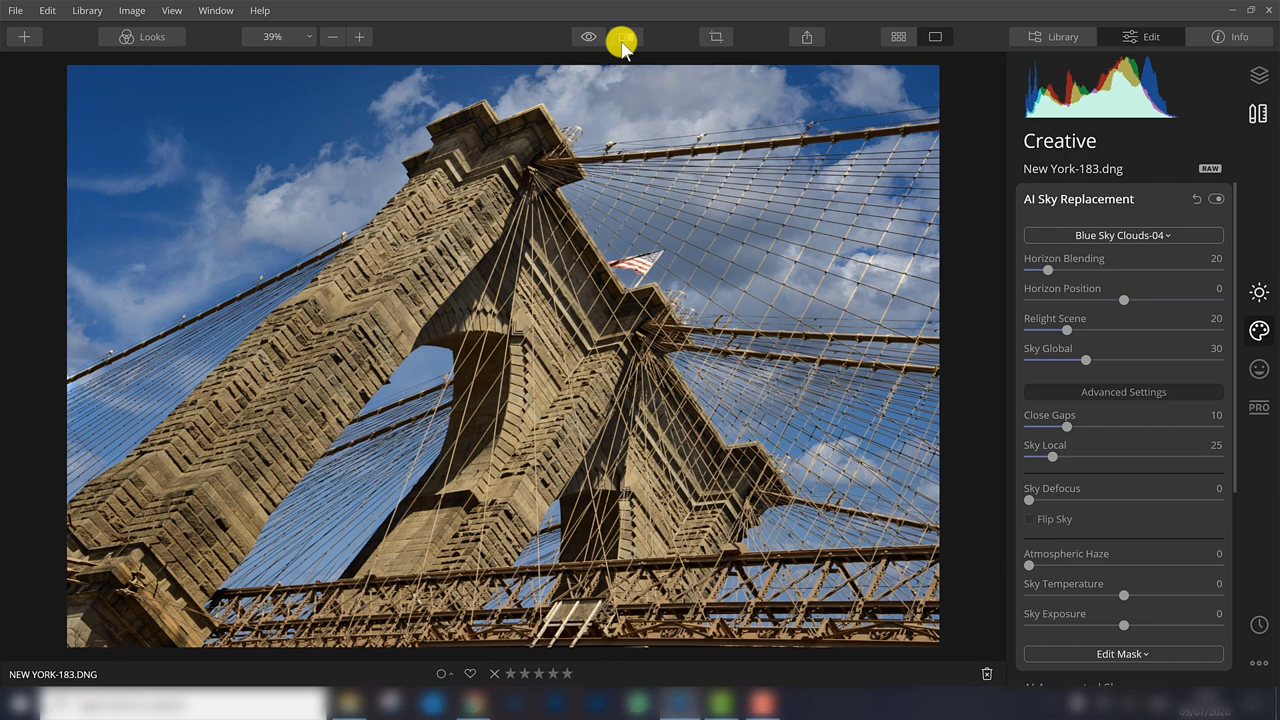 File Edit Library Image View Window Help
Looks 39% Library Edit Info
Creative
New York-183.dng RAW
AI Sky Replacement
Blue Sky Clouds-04
Horizon Blending 20
Horizon Position 0
Relight Scene 20
Sky Global 30
Advanced Settings
Close Gaps 10
Sky Local 25
Sky Defocus 0
Flip Sky
Atmospheric Haze 0
Sky Temperature 0
Sky Exposure 0
Edit Mask
PRO
NEW YORK-183.DNG
09/07/2020